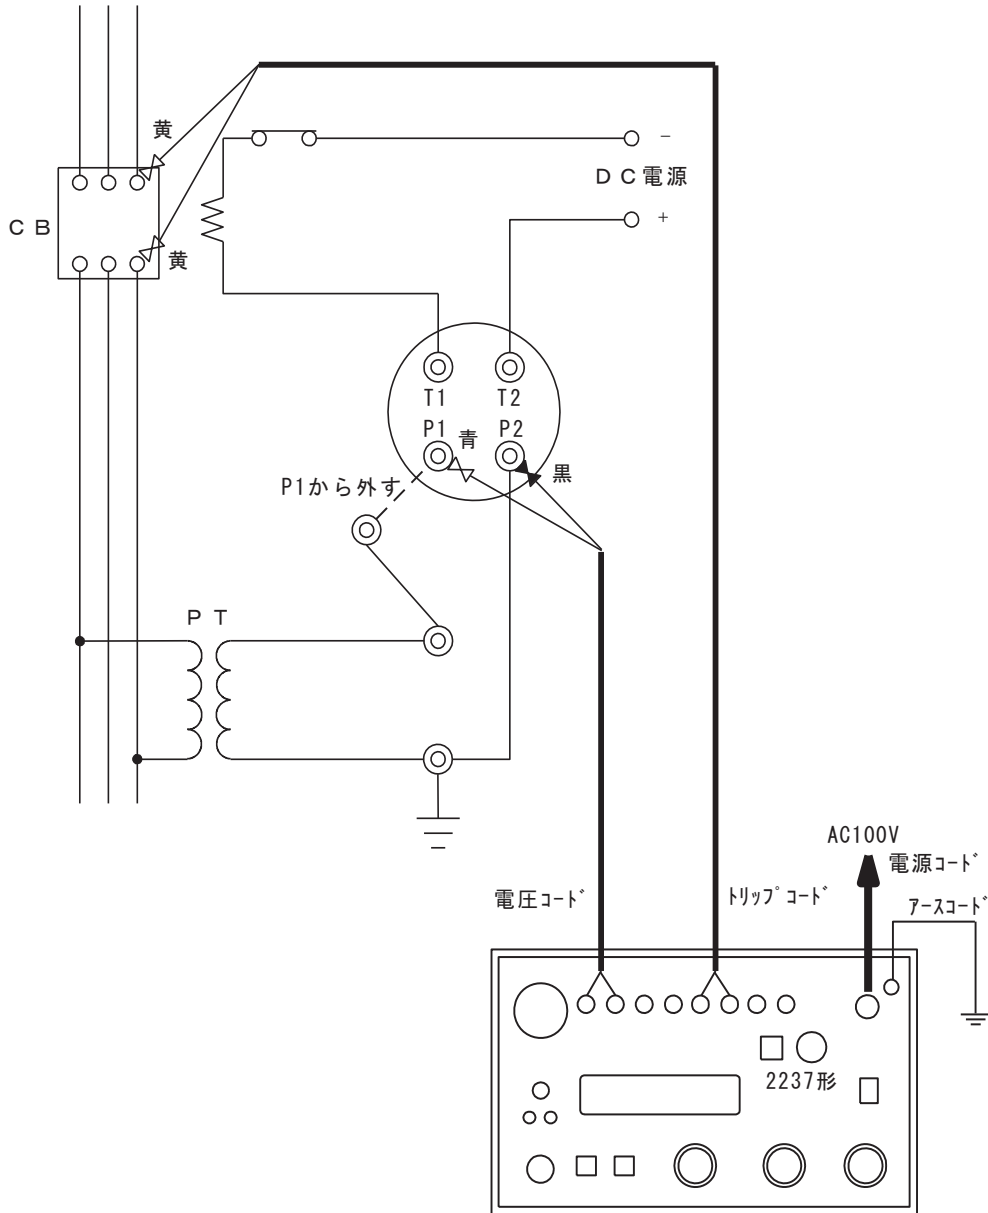 黄
－
ＤＣ電源
＋
ＣＢ
黄
T1
T2
P1
P2
青
黒
P1から外す
ＰＴ
AC100V
電源ｺｰﾄﾞ
電圧ｺｰﾄﾞ
ﾄﾘｯﾌﾟｺｰﾄﾞ
ｱｰｽｺｰﾄﾞ
2237形